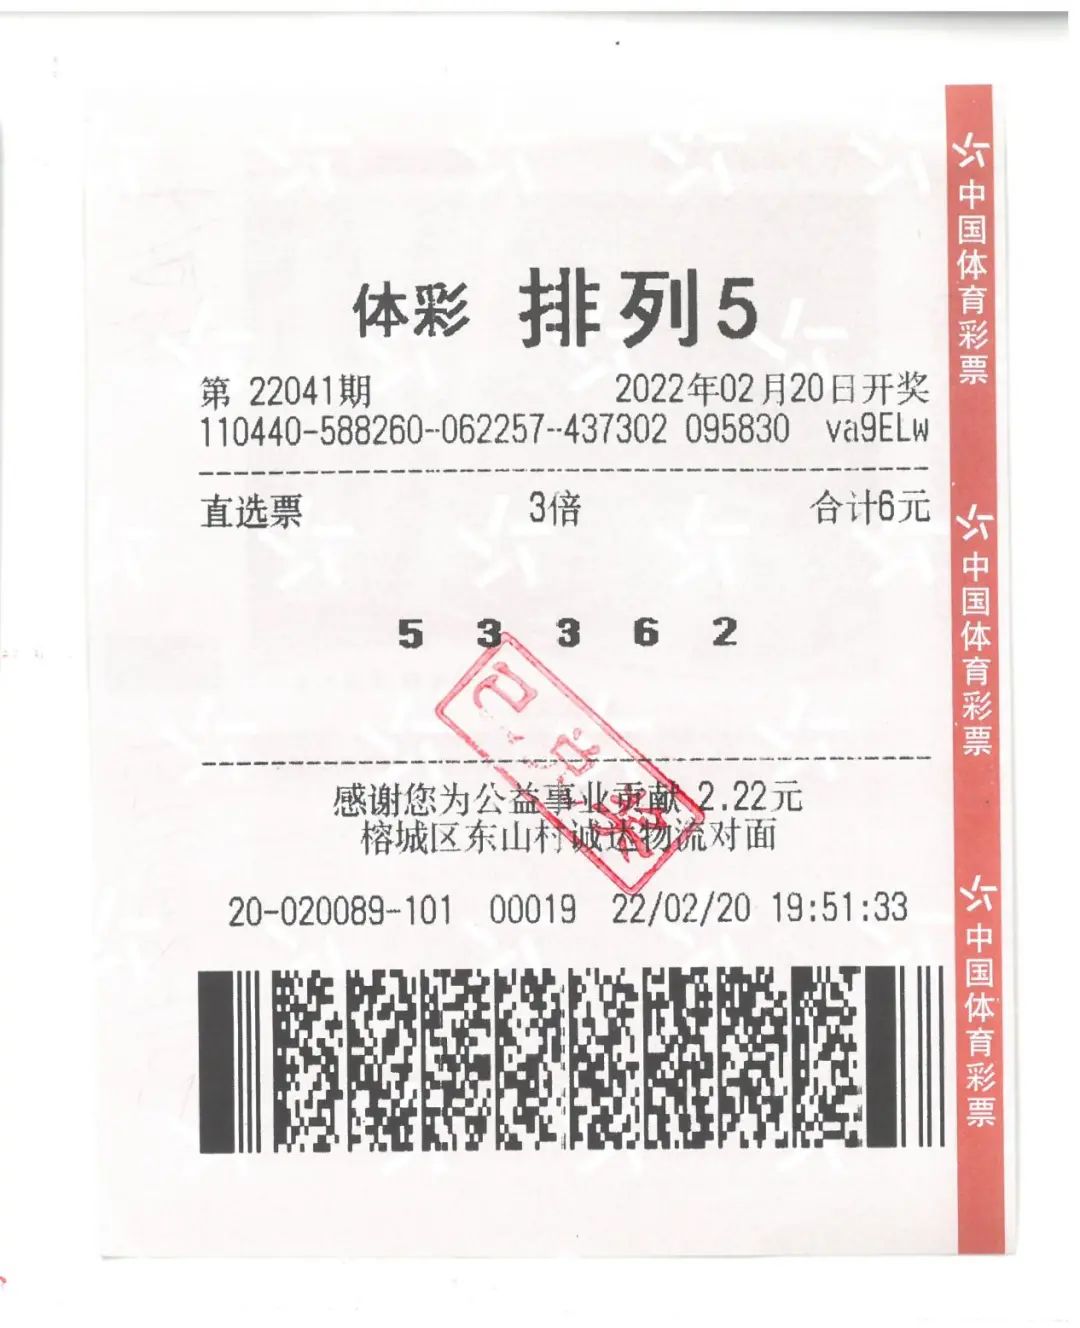 体彩 排列5
第 22041期 2022年02月20日开奖
110440-588260-062257-437302 095830 va9ELw
直选票 3倍 合计6元
5 3 3 6 2
已兑奖
感谢您为公益事业贡献 2.22元
榕城区东山村诚达物流对面
20-020089-101 00019 22/02/20 19:51:33
中国体育彩票
中国体育彩票
中国体育彩票